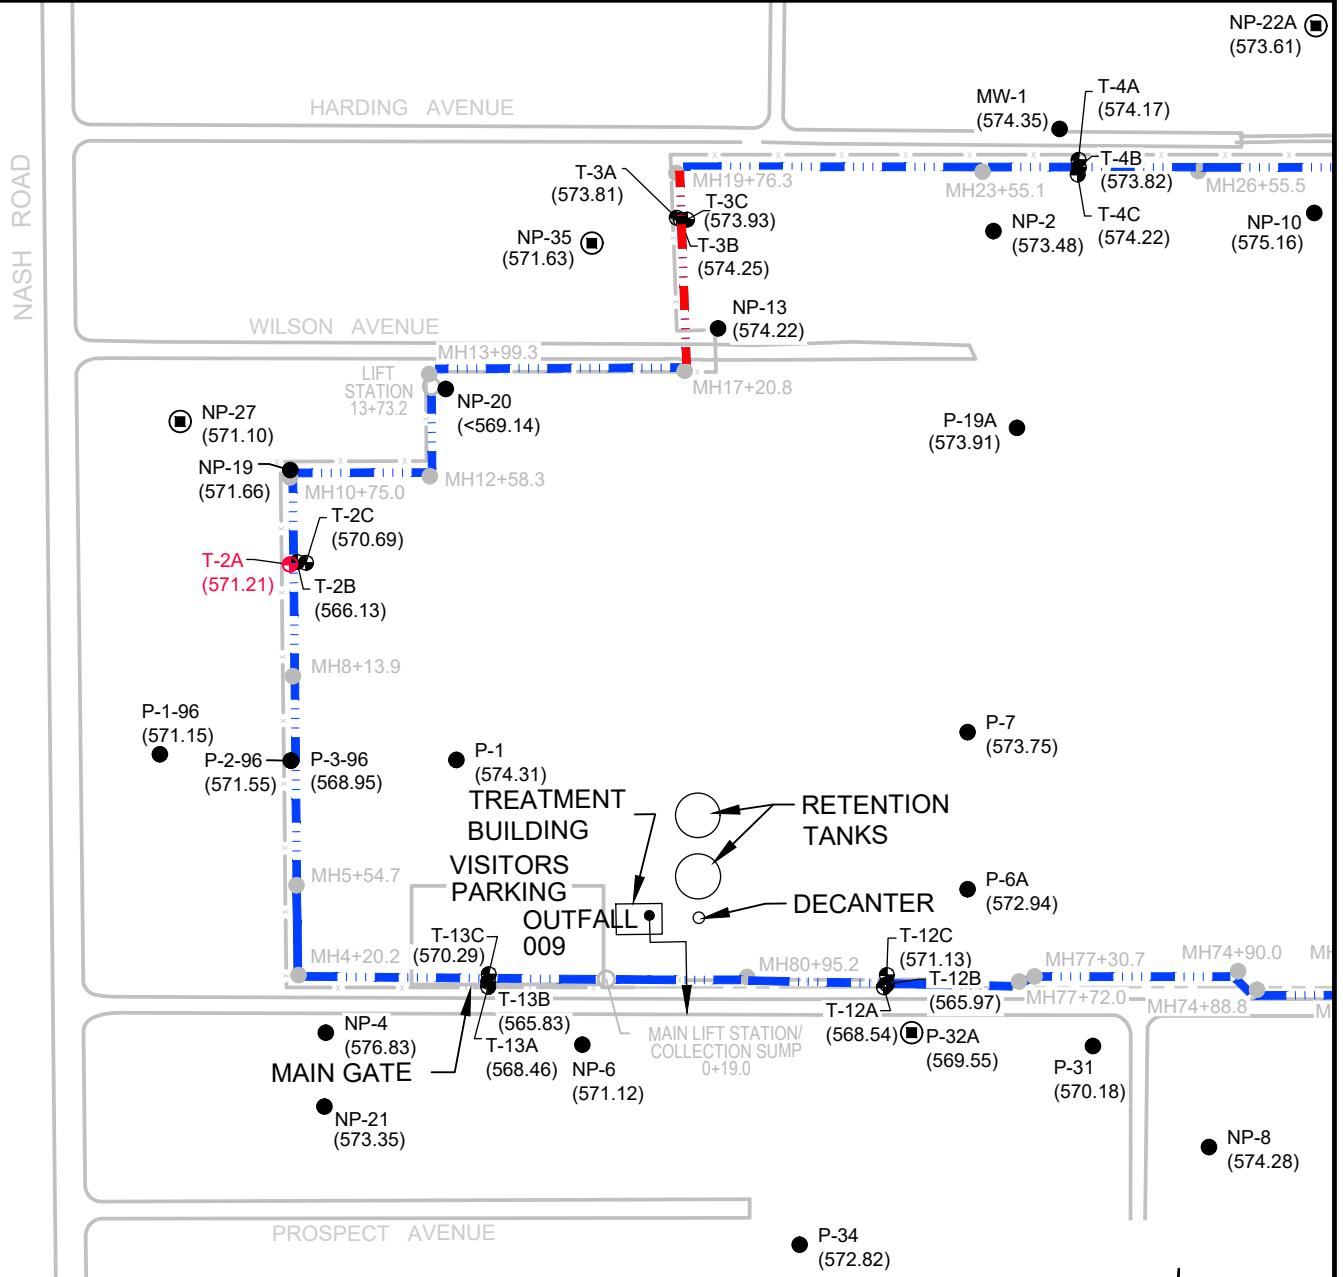 NP-22A
(573.61)
HARDING AVENUE
MW-1
(574.35)
T-4A
(574.17)
NASH ROAD
T-3A
(573.81)
MH19+76.3
T-4B
(573.82)
MH23+55.1
MH26+55.5
T-3C
(573.93)
T-4C
(574.22)
NP-2
(573.48)
NP-10
(575.16)
NP-35
(571.63)
T-3B
(574.25)
WILSON AVENUE
NP-13
(574.22)
MH13+99.3
LIFT
STATION
13+73.2
MH17+20.8
NP-20
(<569.14)
NP-27
(571.10)
P-19A
(573.91)
NP-19
(571.66)
MH10+75.0
MH12+58.3
T-2C
(570.69)
T-2A
(571.21)
T-2B
(566.13)
MH8+13.9
P-1-96
(571.15)
P-2-96
(571.55)
P-3-96
(568.95)
P-1
(574.31)
P-7
(573.75)
TREATMENT
BUILDING
RETENTION
TANKS
VISITORS
PARKING
MH5+54.7
P-6A
(572.94)
DECANTER
OUTFALL
009
T-13C
(570.29)
T-12C
(571.13)
MH4+20.2
MH80+95.2
MH77+30.7
MH74+90.0
MH
T-12B
(565.97)
T-13B
(565.83)
MH77+72.0
MH74+88.8
M
T-12A
(568.54)
NP-4
(576.83)
T-13A
(568.46)
MAIN LIFT STATION/
COLLECTION SUMP
0+19.0
P-32A
(569.55)
MAIN GATE
NP-6
(571.12)
P-31
(570.18)
NP-21
(573.35)
NP-8
(574.28)
PROSPECT AVENUE
P-34
(572.82)